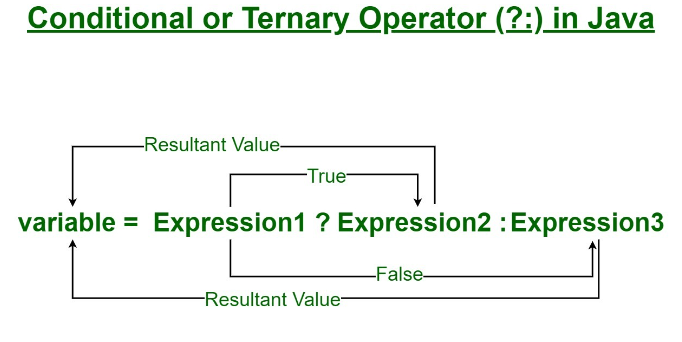 Conditional or Ternary Operator (?:) in Java
Resultant Value
True
variable = Expression1 ? Expression2 : Expression3
False
Resultant Value